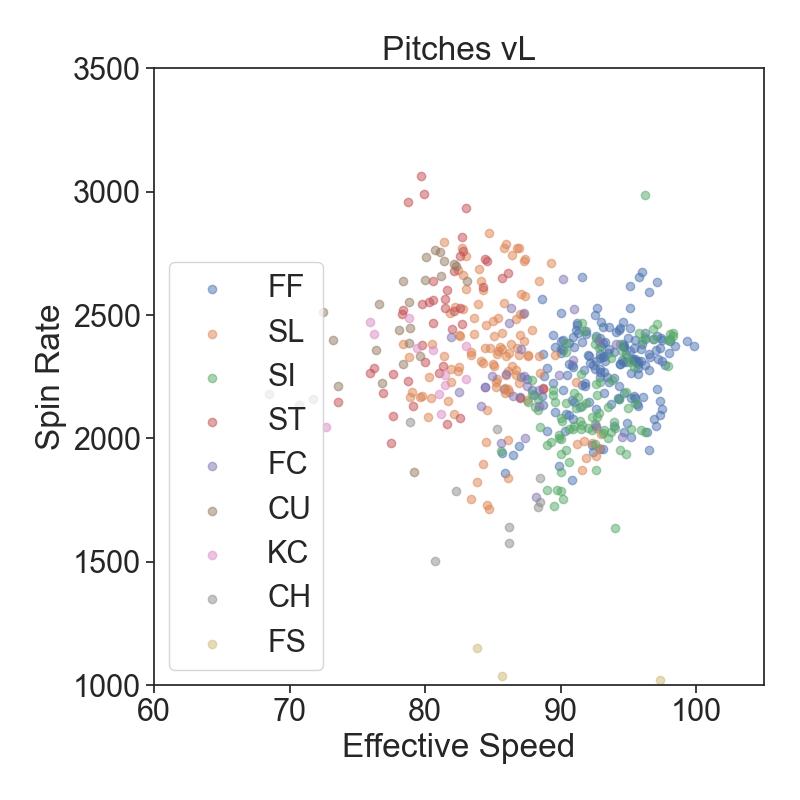 Pitches vL
3500
3000
2500
2000
1500
1000
Spin Rate
FF
SL
SI
ST
FC
CU
KC
CH
FS
60 70 80 90 100
Effective Speed